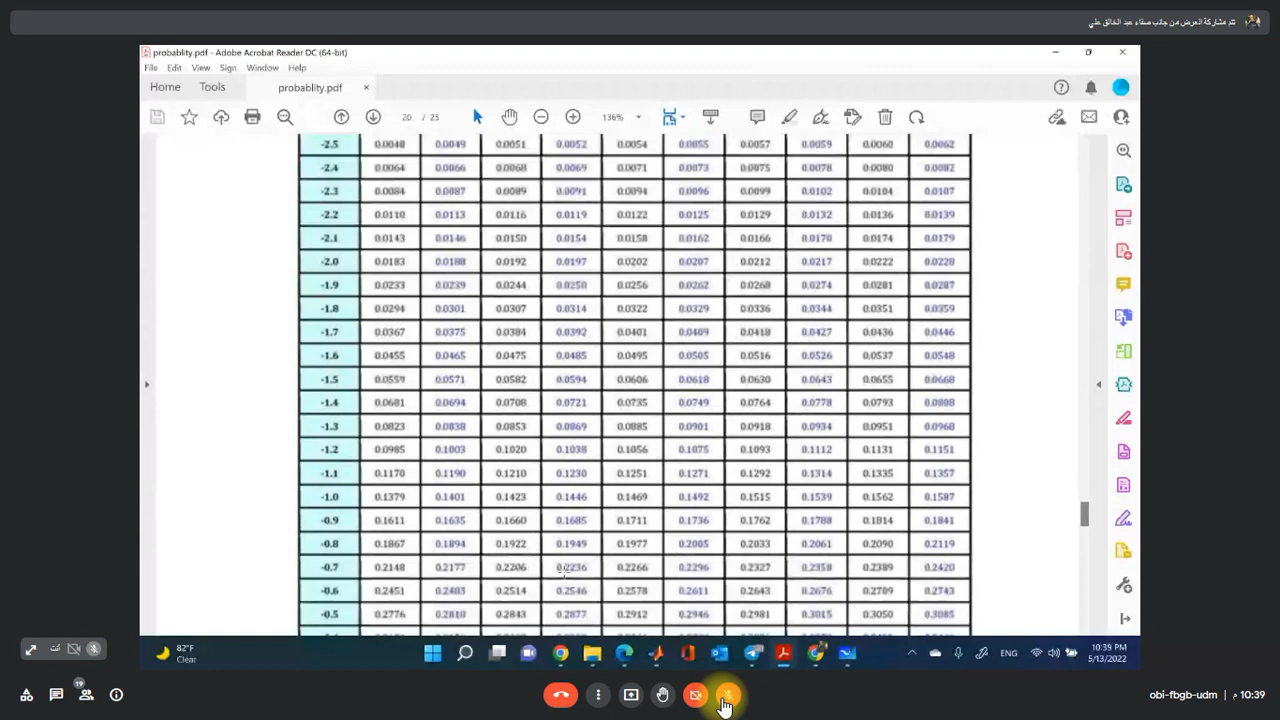 تتم مشاركة العرض من جانب صفاء عبد الخالق علي
probablity.pdf - Adobe Acrobat Reader DC (64-bit)
File Edit View Sign Window Help
Home Tools probablity.pdf ×
20 / 25 136%
-2.5 0.0048 0.0049 0.0051 0.0052 0.0054 0.0055 0.0057 0.0059 0.0060 0.0062
-2.4 0.0064 0.0066 0.0068 0.0069 0.0071 0.0073 0.0075 0.0078 0.0080 0.0082
-2.3 0.0084 0.0087 0.0089 0.0091 0.0094 0.0096 0.0099 0.0102 0.0104 0.0107
-2.2 0.0110 0.0113 0.0116 0.0119 0.0122 0.0125 0.0129 0.0132 0.0136 0.0139
-2.1 0.0143 0.0146 0.0150 0.0154 0.0158 0.0162 0.0166 0.0170 0.0174 0.0179
-2.0 0.0183 0.0188 0.0192 0.0197 0.0202 0.0207 0.0212 0.0217 0.0222 0.0228
-1.9 0.0233 0.0239 0.0244 0.0250 0.0256 0.0262 0.0268 0.0274 0.0281 0.0287
-1.8 0.0294 0.0301 0.0307 0.0314 0.0322 0.0329 0.0336 0.0344 0.0351 0.0359
-1.7 0.0367 0.0375 0.0384 0.0392 0.0401 0.0409 0.0418 0.0427 0.0436 0.0446
-1.6 0.0455 0.0465 0.0475 0.0485 0.0495 0.0505 0.0516 0.0526 0.0537 0.0548
-1.5 0.0559 0.0571 0.0582 0.0594 0.0606 0.0618 0.0630 0.0643 0.0655 0.0668
-1.4 0.0681 0.0694 0.0708 0.0721 0.0735 0.0749 0.0764 0.0778 0.0793 0.0808
-1.3 0.0823 0.0838 0.0853 0.0869 0.0885 0.0901 0.0918 0.0934 0.0951 0.0968
-1.2 0.0985 0.1003 0.1020 0.1038 0.1056 0.1075 0.1093 0.1112 0.1131 0.1151
-1.1 0.1170 0.1190 0.1210 0.1230 0.1251 0.1271 0.1292 0.1314 0.1335 0.1357
-1.0 0.1379 0.1401 0.1423 0.1446 0.1469 0.1492 0.1515 0.1539 0.1562 0.1587
-0.9 0.1611 0.1635 0.1660 0.1685 0.1711 0.1736 0.1762 0.1788 0.1814 0.1841
-0.8 0.1867 0.1894 0.1922 0.1949 0.1977 0.2005 0.2033 0.2061 0.2090 0.2119
-0.7 0.2148 0.2177 0.2206 0.2236 0.2266 0.2296 0.2327 0.2358 0.2389 0.2420
-0.6 0.2451 0.2483 0.2514 0.2546 0.2578 0.2611 0.2643 0.2676 0.2709 0.2743
-0.5 0.2776 0.2810 0.2843 0.2877 0.2912 0.2946 0.2981 0.3015 0.3050 0.3085
82°F
Clear
ENG
10:39 PM
5/13/2022
19
obi-fbgb-udm | 10:39 م